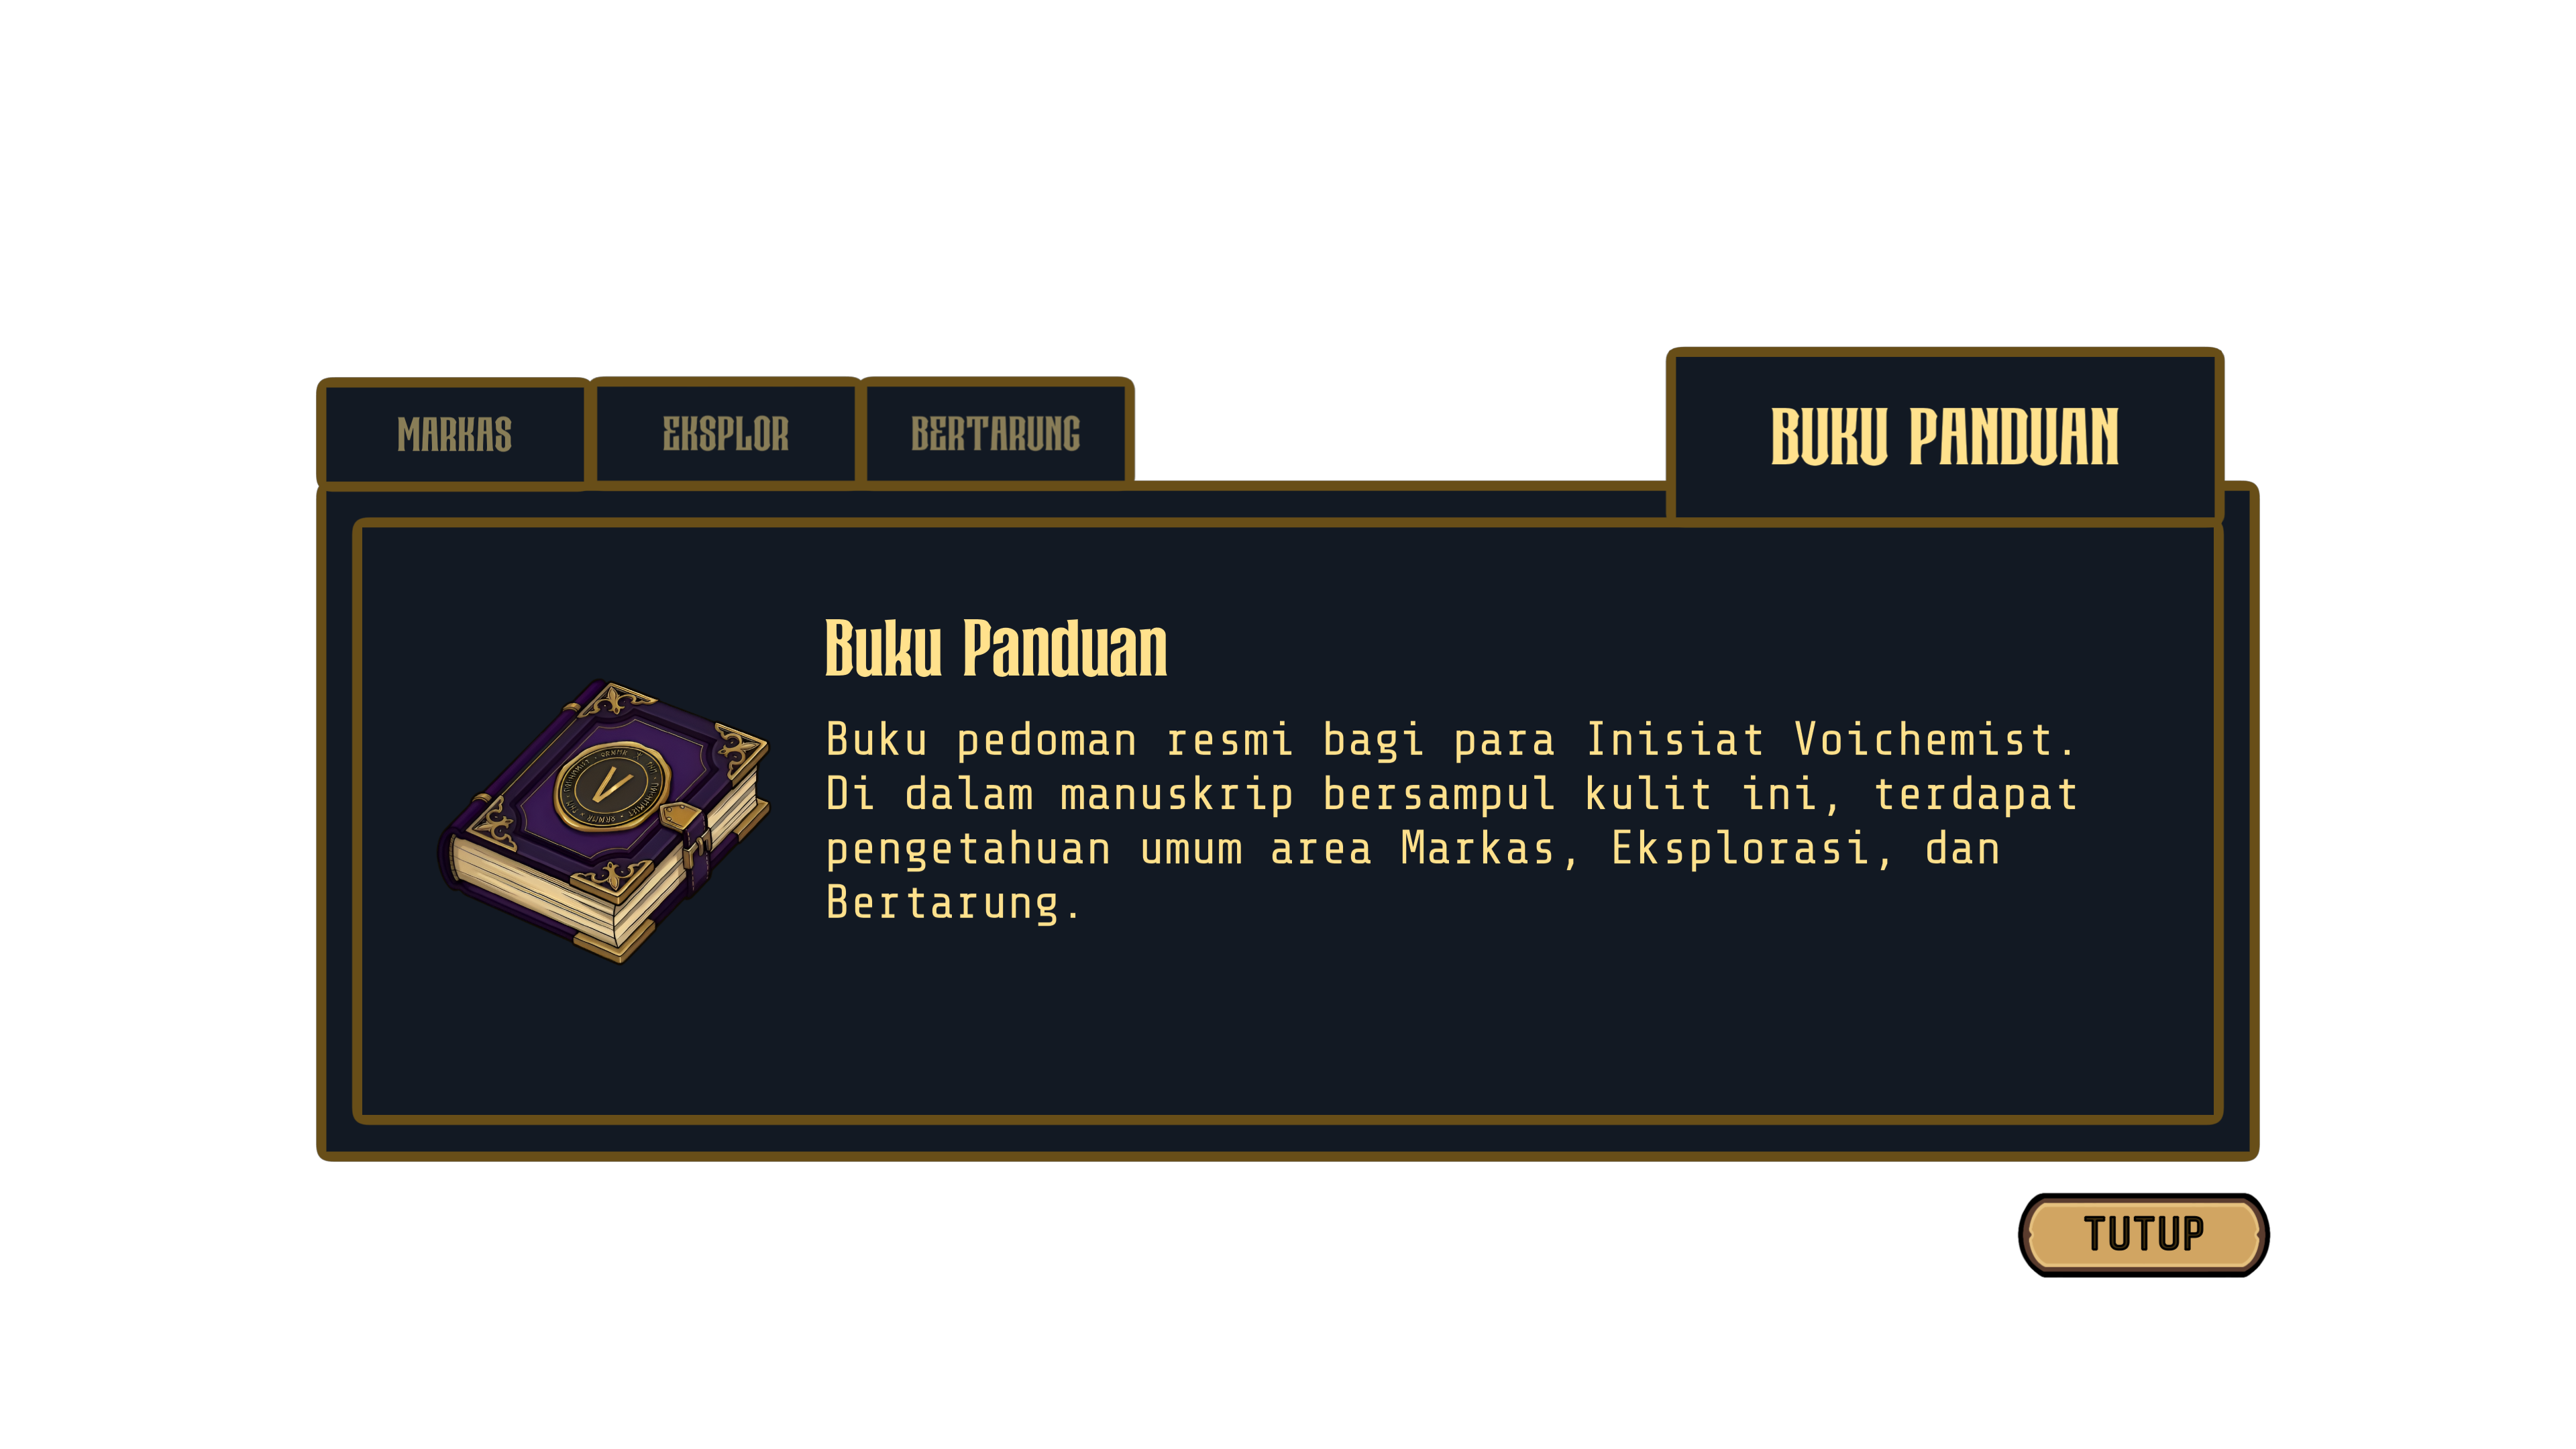 MARKAS
EKSPLOR
BERTARUNG
BUKU PANDUAN
Buku Panduan
Buku pedoman resmi bagi para Inisiat Voichemist.
Di dalam manuskrip bersampul kulit ini, terdapat
pengetahuan umum area Markas, Eksplorasi, dan
Bertarung.
V
TUTUP